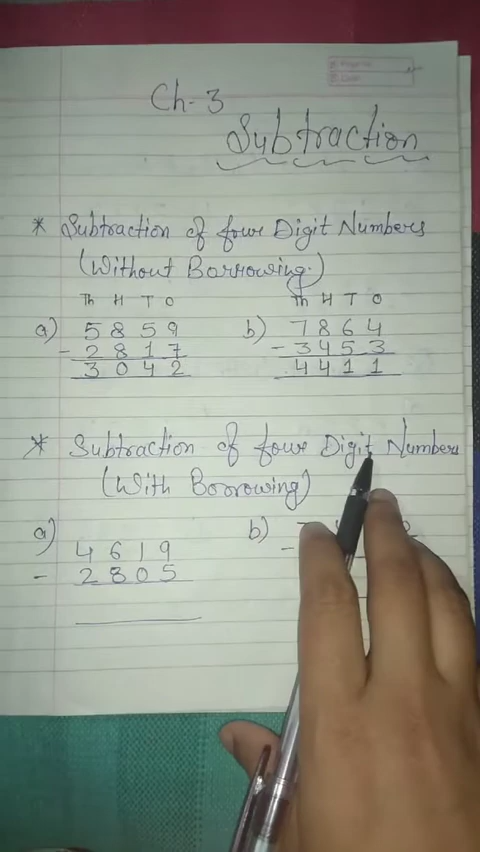 Ch-3
Subtraction
* Subtraction of four Digit Numbers
(Without Borrowing)
Th H T O Th H T O
a) 5 8 5 9 b) 7 8 6 4
- 2 8 1 7 - 3 4 5 3
3 0 4 2 4 4 1 1
* Subtraction of four Digit Numbers
(With Borrowing)
a) 4 6 1 9 b)
- 2 8 0 5 -